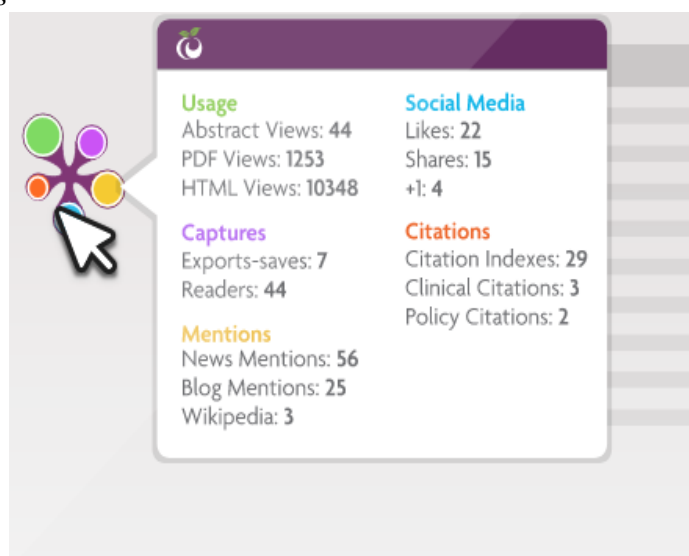 Usage
Abstract Views: 44
PDF Views: 1253
HTML Views: 10348
Captures
Exports-saves: 7
Readers: 44
Mentions
News Mentions: 56
Blog Mentions: 25
Wikipedia: 3
Social Media
Likes: 22
Shares: 15
+1: 4
Citations
Citation Indexes: 29
Clinical Citations: 3
Policy Citations: 2